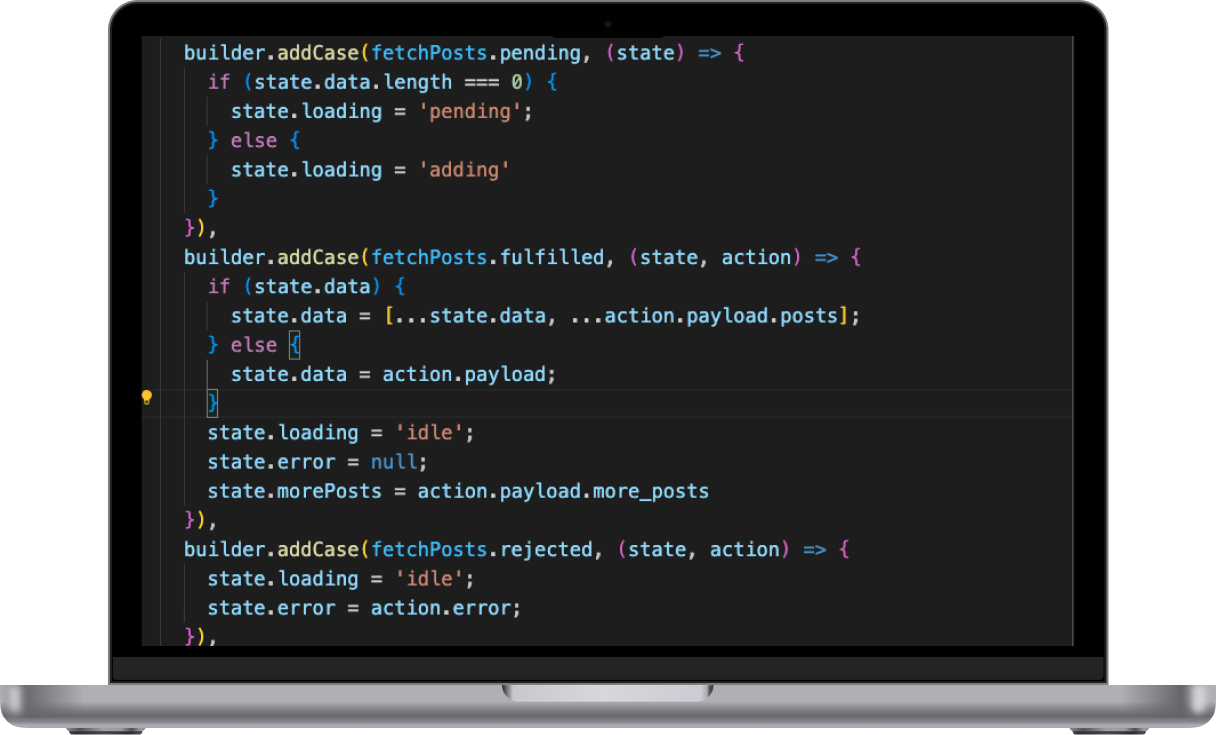 builder.addCase(fetchPosts.pending, (state) => {
if (state.data.length === 0) {
state.loading = 'pending';
} else {
state.loading = 'adding'
}
}),
builder.addCase(fetchPosts.fulfilled, (state, action) => {
if (state.data) {
state.data = [...state.data, ...action.payload.posts];
} else {
state.data = action.payload;
}
state.loading = 'idle';
state.error = null;
state.morePosts = action.payload.more_posts
}),
builder.addCase(fetchPosts.rejected, (state, action) => {
state.loading = 'idle';
state.error = action.error;
}),